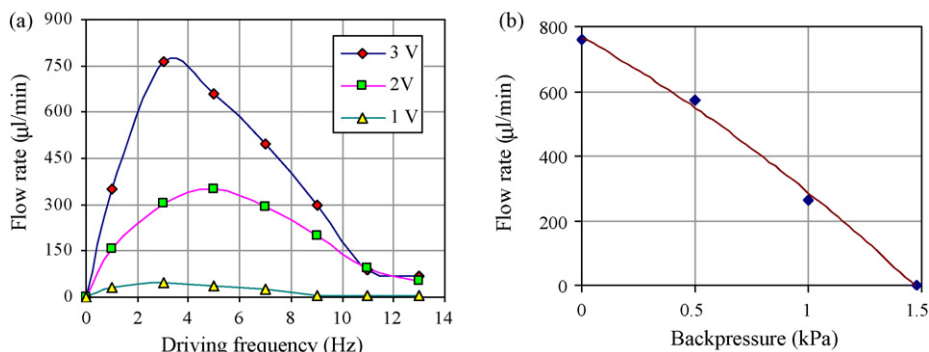 (a)
900
750
600
450
300
150
0
Flow rate (µl/min)
0 2 4 6 8 10 12 14
Driving frequency (Hz)
3 V
2V
1 V
(b)
800
600
400
200
0
Flow rate (µl/min)
0 0.5 1 1.5
Backpressure (kPa)